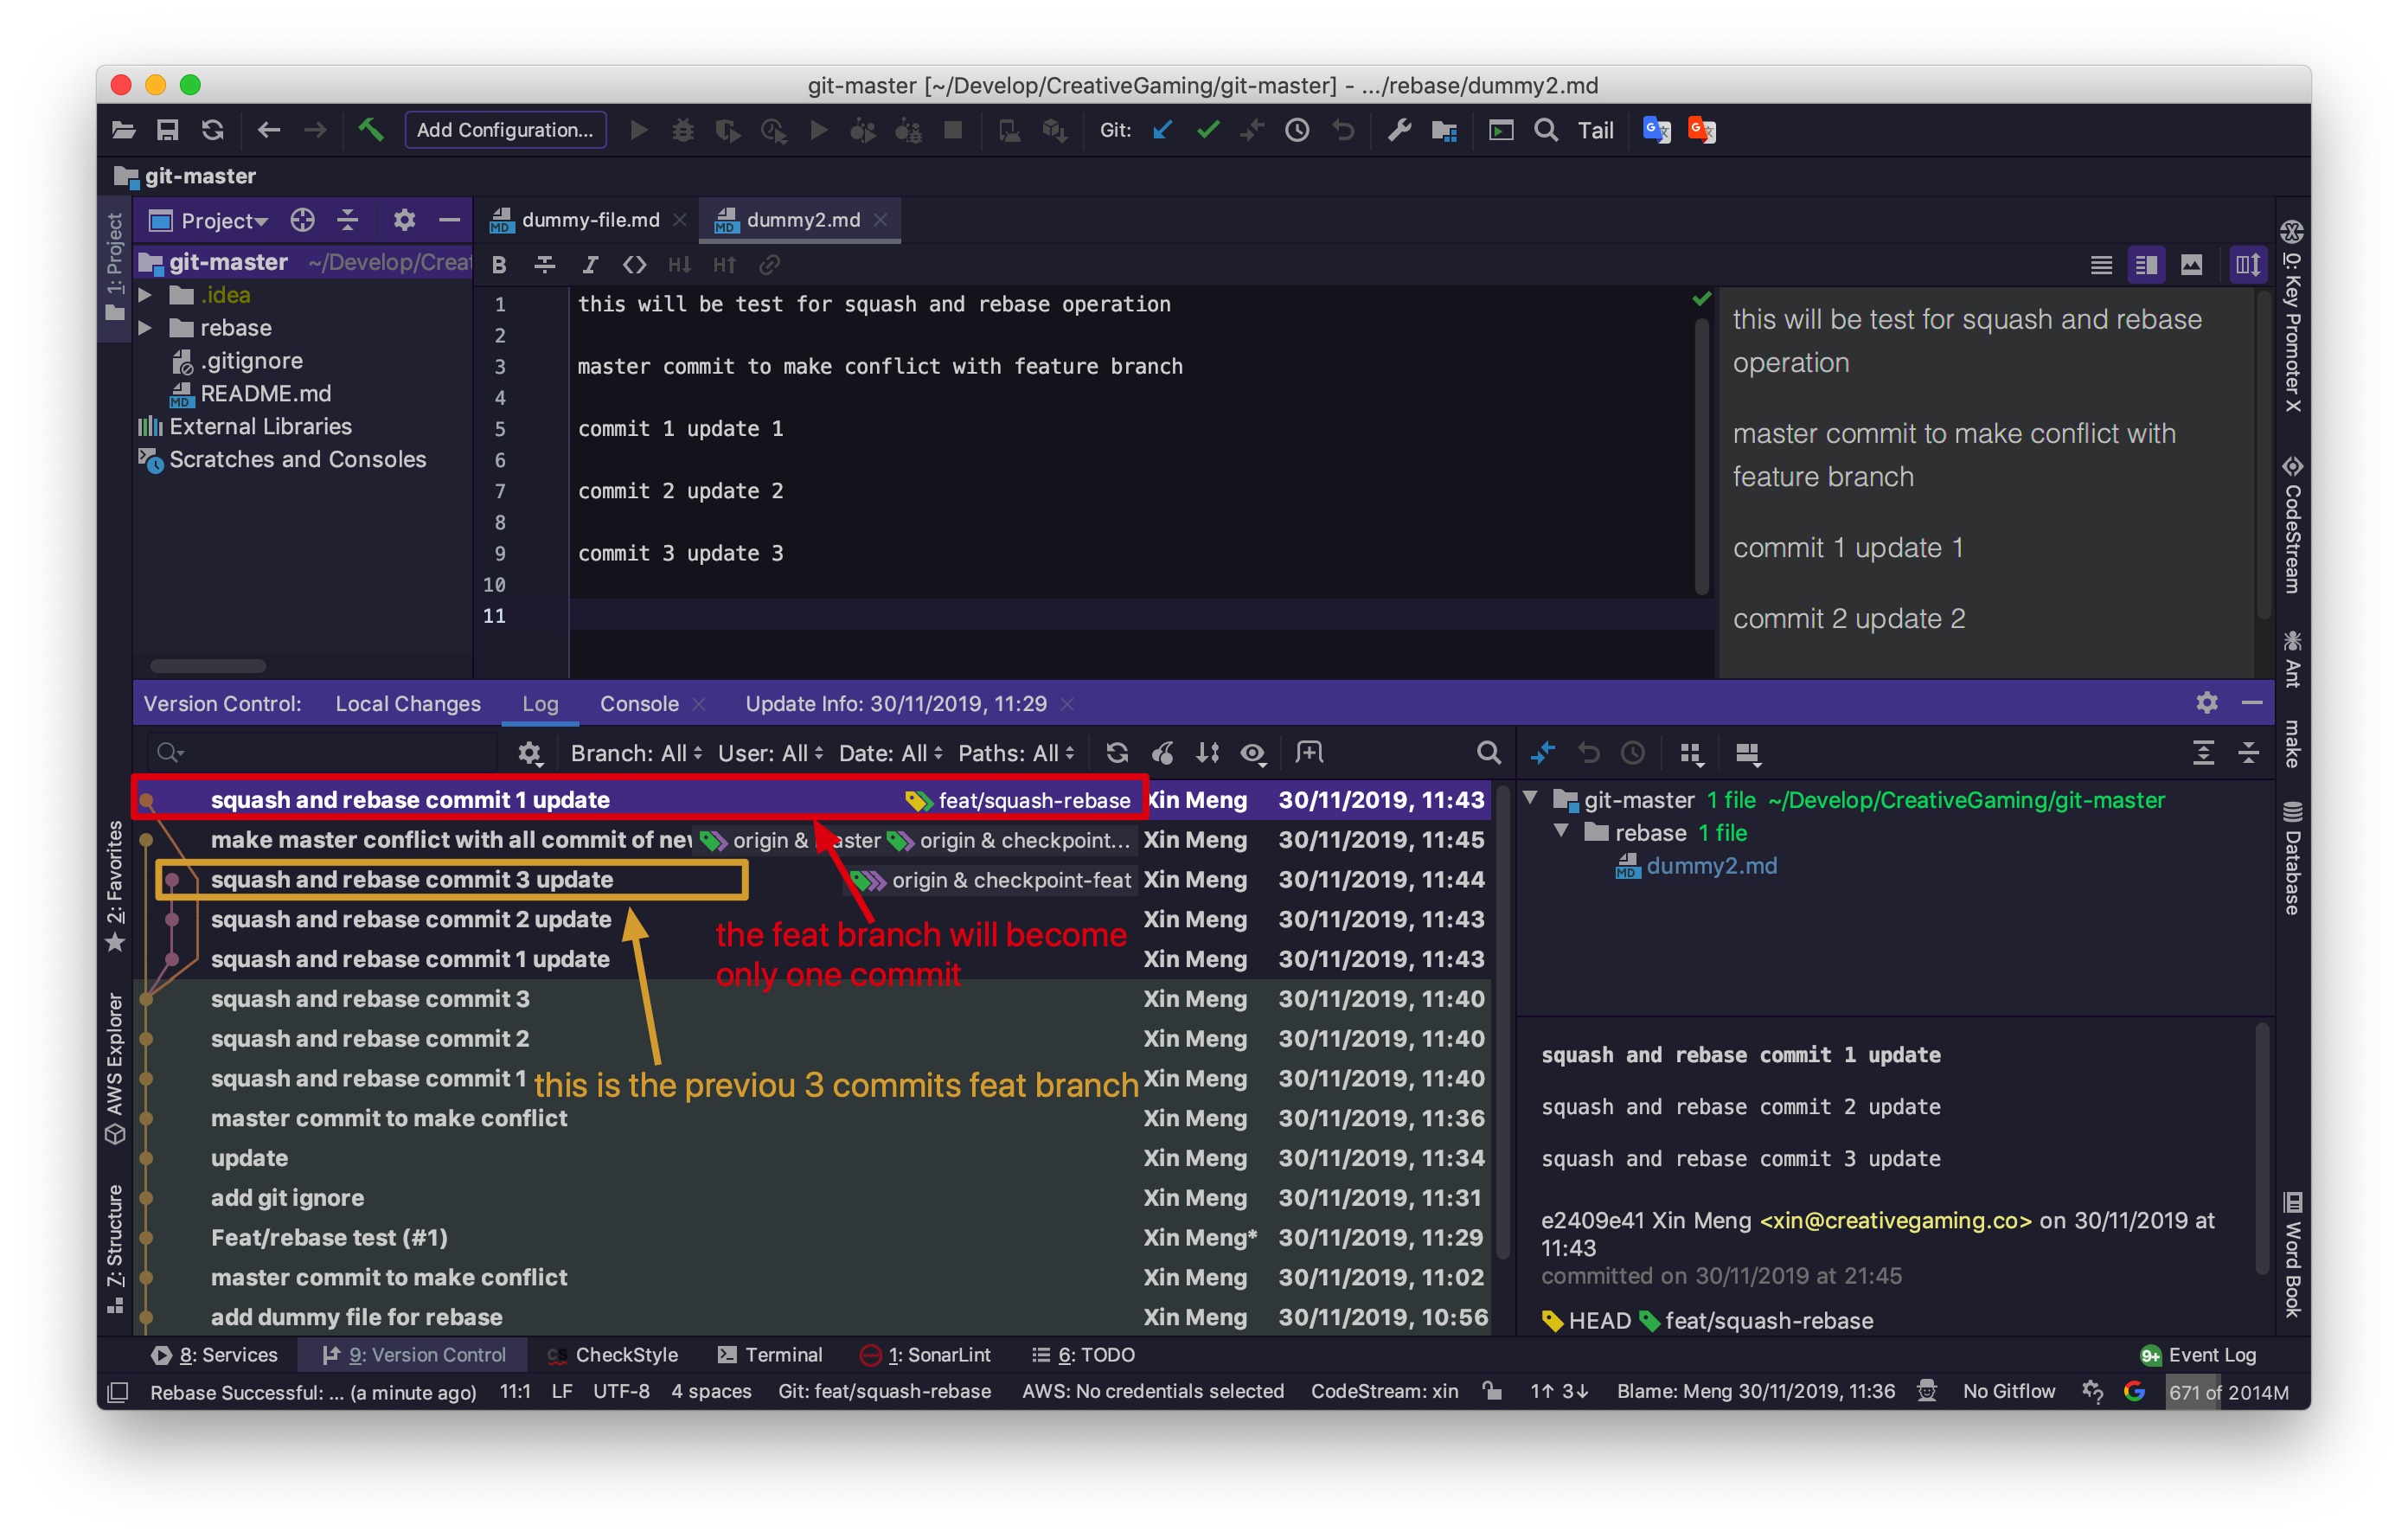 git-master [~/Develop/CreativeGaming/git-master] - .../rebase/dummy2.md
Add Configuration...
Git:
Tail
git-master
1: Project
Project
dummy-file.md
dummy2.md
git-master ~/Develop/Creat
.idea
rebase
.gitignore
README.md
External Libraries
Scratches and Consoles
B
I
H↓
H↑
1
2
3
4
5
6
7
8
9
10
11
this will be test for squash and rebase operation
master commit to make conflict with feature branch
commit 1 update 1
commit 2 update 2
commit 3 update 3
this will be test for squash and rebase
operation
master commit to make conflict with
feature branch
commit 1 update 1
commit 2 update 2
0: Key Promoter X
CodeStream
Ant
make
Database
Word Book
2: Favorites
AWS Explorer
7: Structure
Version Control: Local Changes Log Console Update Info: 30/11/2019, 11:29
Branch: All User: All Date: All Paths: All
squash and rebase commit 1 update feat/squash-rebase Xin Meng 30/11/2019, 11:43
make master conflict with all commit of nev origin & aster origin & checkpoint... Xin Meng 30/11/2019, 11:45
squash and rebase commit 3 update origin & checkpoint-feat Xin Meng 30/11/2019, 11:44
squash and rebase commit 2 update Xin Meng 30/11/2019, 11:43
squash and rebase commit 1 update Xin Meng 30/11/2019, 11:43
squash and rebase commit 3 Xin Meng 30/11/2019, 11:40
squash and rebase commit 2 Xin Meng 30/11/2019, 11:40
squash and rebase commit 1 Xin Meng 30/11/2019, 11:40
master commit to make conflict Xin Meng 30/11/2019, 11:36
update Xin Meng 30/11/2019, 11:34
add git ignore Xin Meng 30/11/2019, 11:31
Feat/rebase test (#1) Xin Meng* 30/11/2019, 11:29
master commit to make conflict Xin Meng 30/11/2019, 11:02
add dummy file for rebase Xin Meng 30/11/2019, 10:56
the feat branch will become
only one commit
this is the previou 3 commits feat branch
git-master 1 file ~/Develop/CreativeGaming/git-master
rebase 1 file
dummy2.md
squash and rebase commit 1 update
squash and rebase commit 2 update
squash and rebase commit 3 update
e2409e41 Xin Meng <xin@creativegaming.co> on 30/11/2019 at
11:43
committed on 30/11/2019 at 21:45
HEAD feat/squash-rebase
8: Services 9: Version Control CheckStyle Terminal 1: SonarLint 6: TODO 9+ Event Log
Rebase Successful: ... (a minute ago) 11:1 LF UTF-8 4 spaces Git: feat/squash-rebase AWS: No credentials selected CodeStream: xin 1↑ 3↓ Blame: Meng 30/11/2019, 11:36 No Gitflow 671 of 2014M